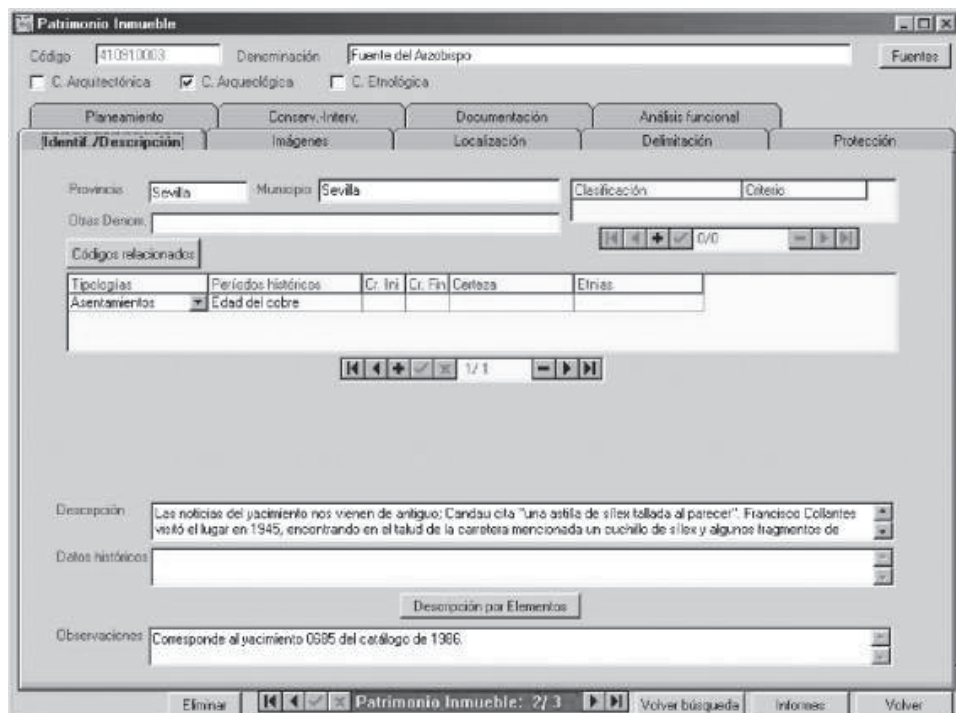 Patrimonio Inmueble
Código 410910003 Denominación Fuente del Arzobispo Fuentes
C. Arquitectónica C. Arqueológica C. Etnológica
Planeamiento Conserv.-Interv. Documentación Análisis funcional
Identif./Descripción Imágenes Localización Delimitación Protección
Provincia Sevilla Municipio Sevilla Clasificación Criterio
Otras Denom.
0/0
Códigos relacionados
Tipologías Períodos históricos Cr. Ini Cr. Fin Certeza Etnias
Asentamientos Edad del cobre
1/1
Descripción Las noticias del yacimiento nos vienen de antiguo; Candau cita "una astilla de sílex tallada al parecer". Francisco Collantes
visitó el lugar en 1945, encontrando en el talud de la carretera mencionada un cuchillo de sílex y algunos fragmentos de
Datos históricos
Descripción por Elementos
Observaciones Corresponde al yacimiento 0685 del catálogo de 1986.
Eliminar Patrimonio Inmueble: 2/3 Volver búsqueda Informes Volver